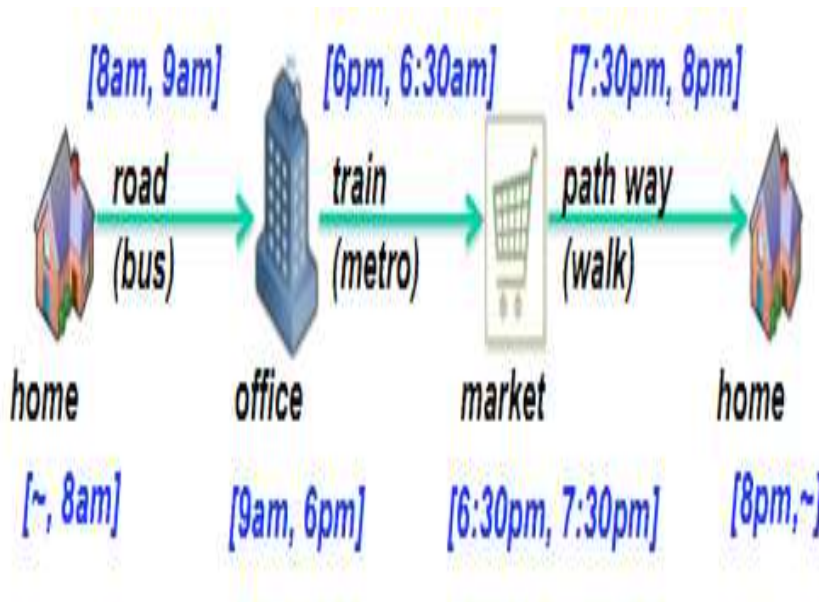 [8am, 9am] [6pm, 6:30am] [7:30pm, 8pm]
road train path way
(bus) (metro) (walk)
home office market home
[~, 8am] [9am, 6pm] [6:30pm, 7:30pm] [8pm,~]